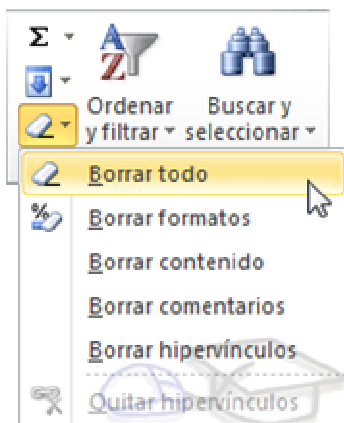 Σ
A
Z
Ordenar
y filtrar
Buscar y
seleccionar
Borrar todo
%
Borrar formatos
Borrar contenido
Borrar comentarios
Borrar hipervínculos
Quitar hipervínculos